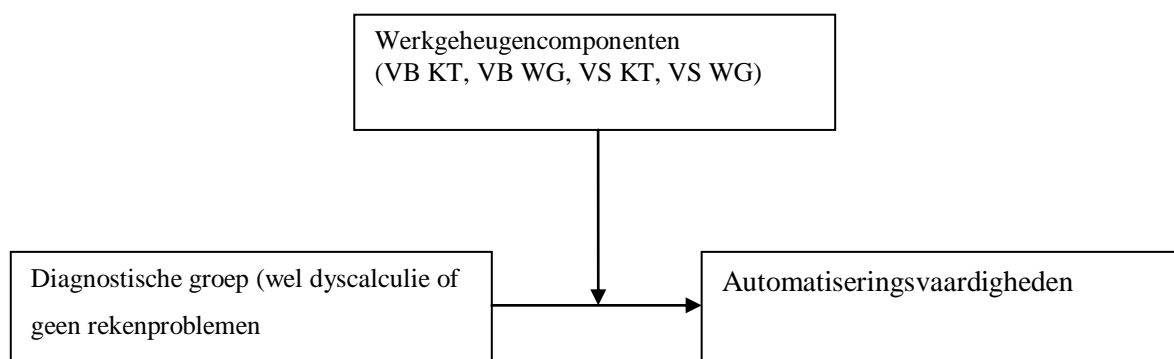 Werkgeheugencomponenten
(VB KT, VB WG, VS KT, VS WG)
Diagnostische groep (wel dyscalculie of
geen rekenproblemen
Automatiseringsvaardigheden